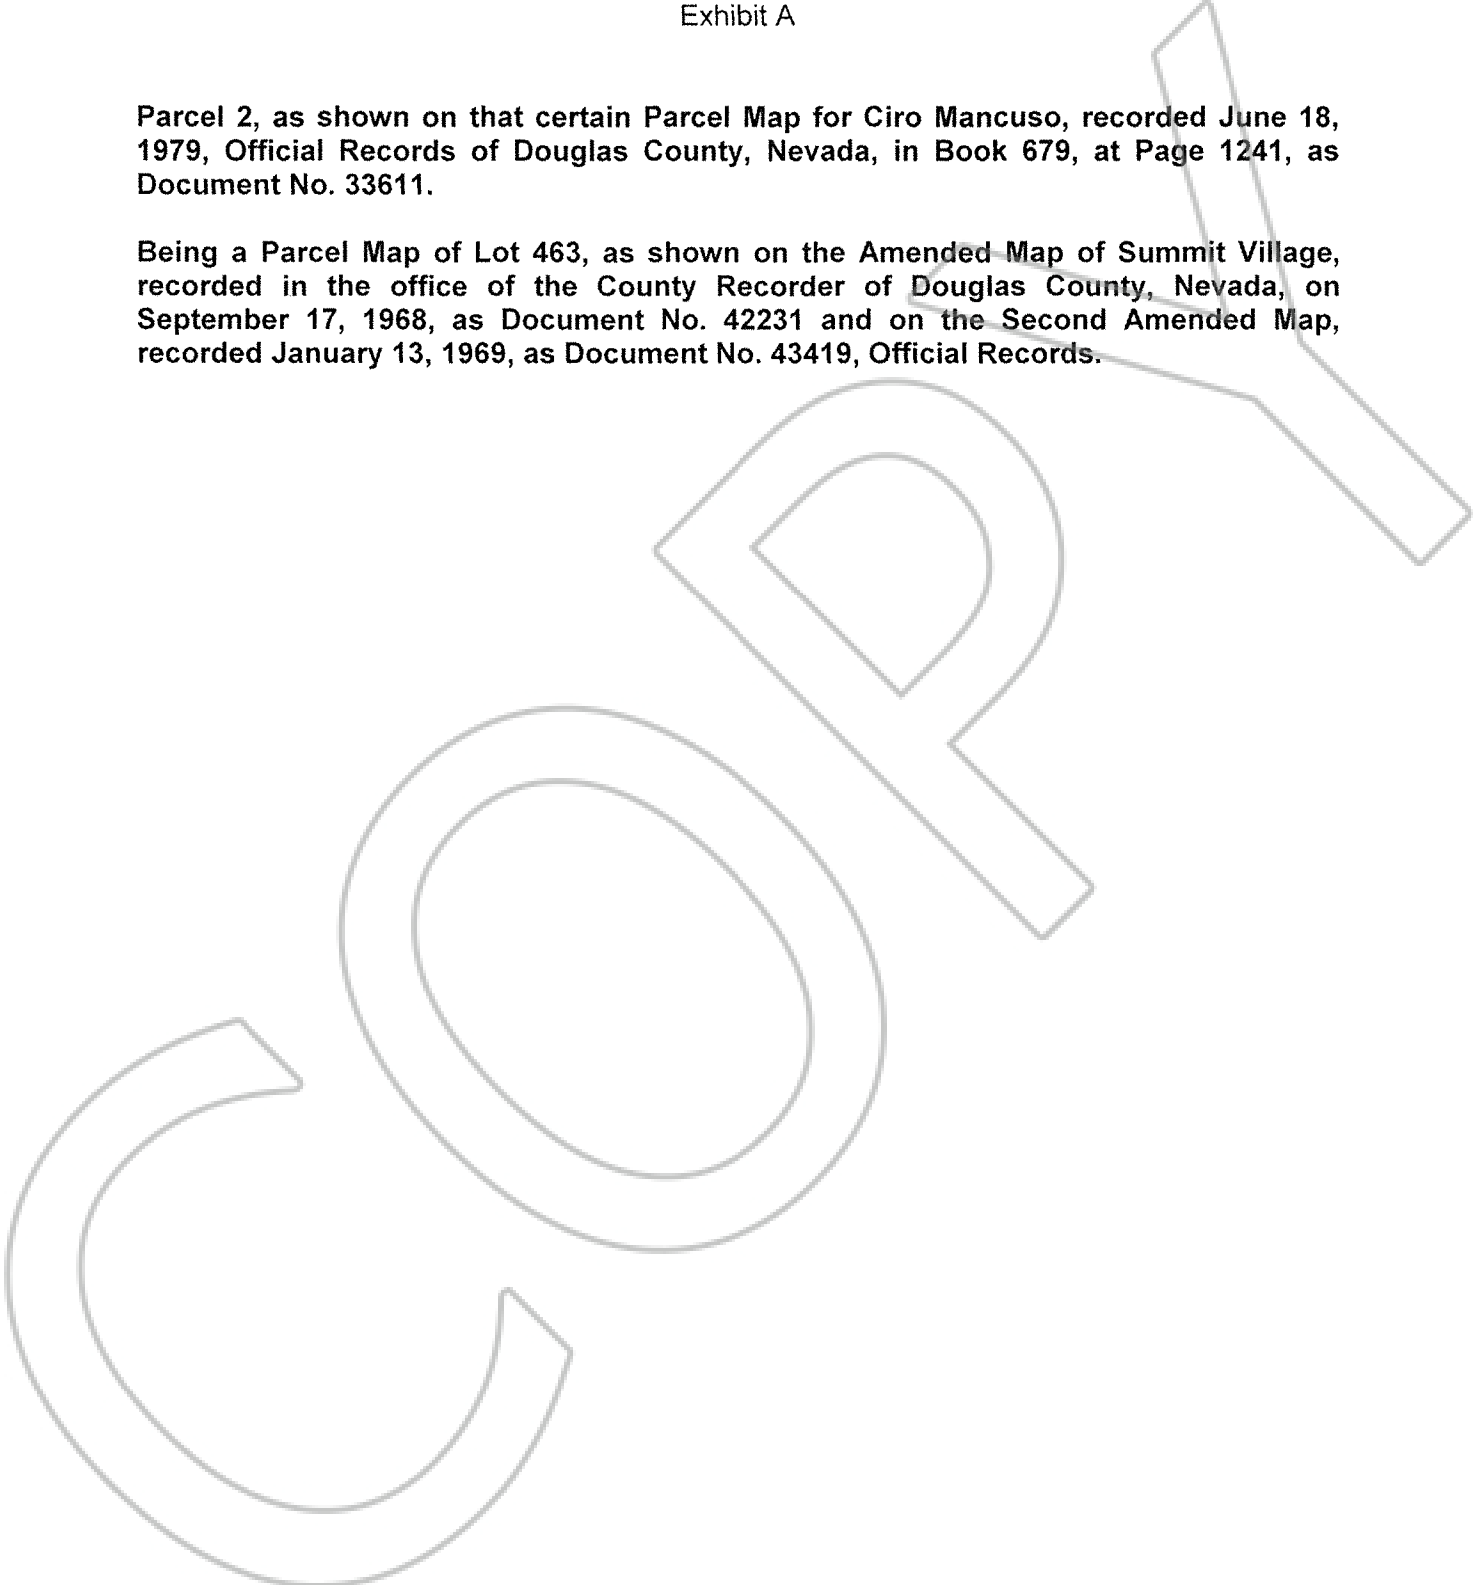 Exhibit A
Parcel 2, as shown on that certain Parcel Map for Ciro Mancuso, recorded June 18,
1979, Official Records of Douglas County, Nevada, in Book 679, at Page 1241, as
Document No. 33611.
Being a Parcel Map of Lot 463, as shown on the Amended Map of Summit Village,
recorded in the office of the County Recorder of Douglas County, Nevada, on
September 17, 1968, as Document No. 42231 and on the Second Amended Map,
recorded January 13, 1969, as Document No. 43419, Official Records.
COPY